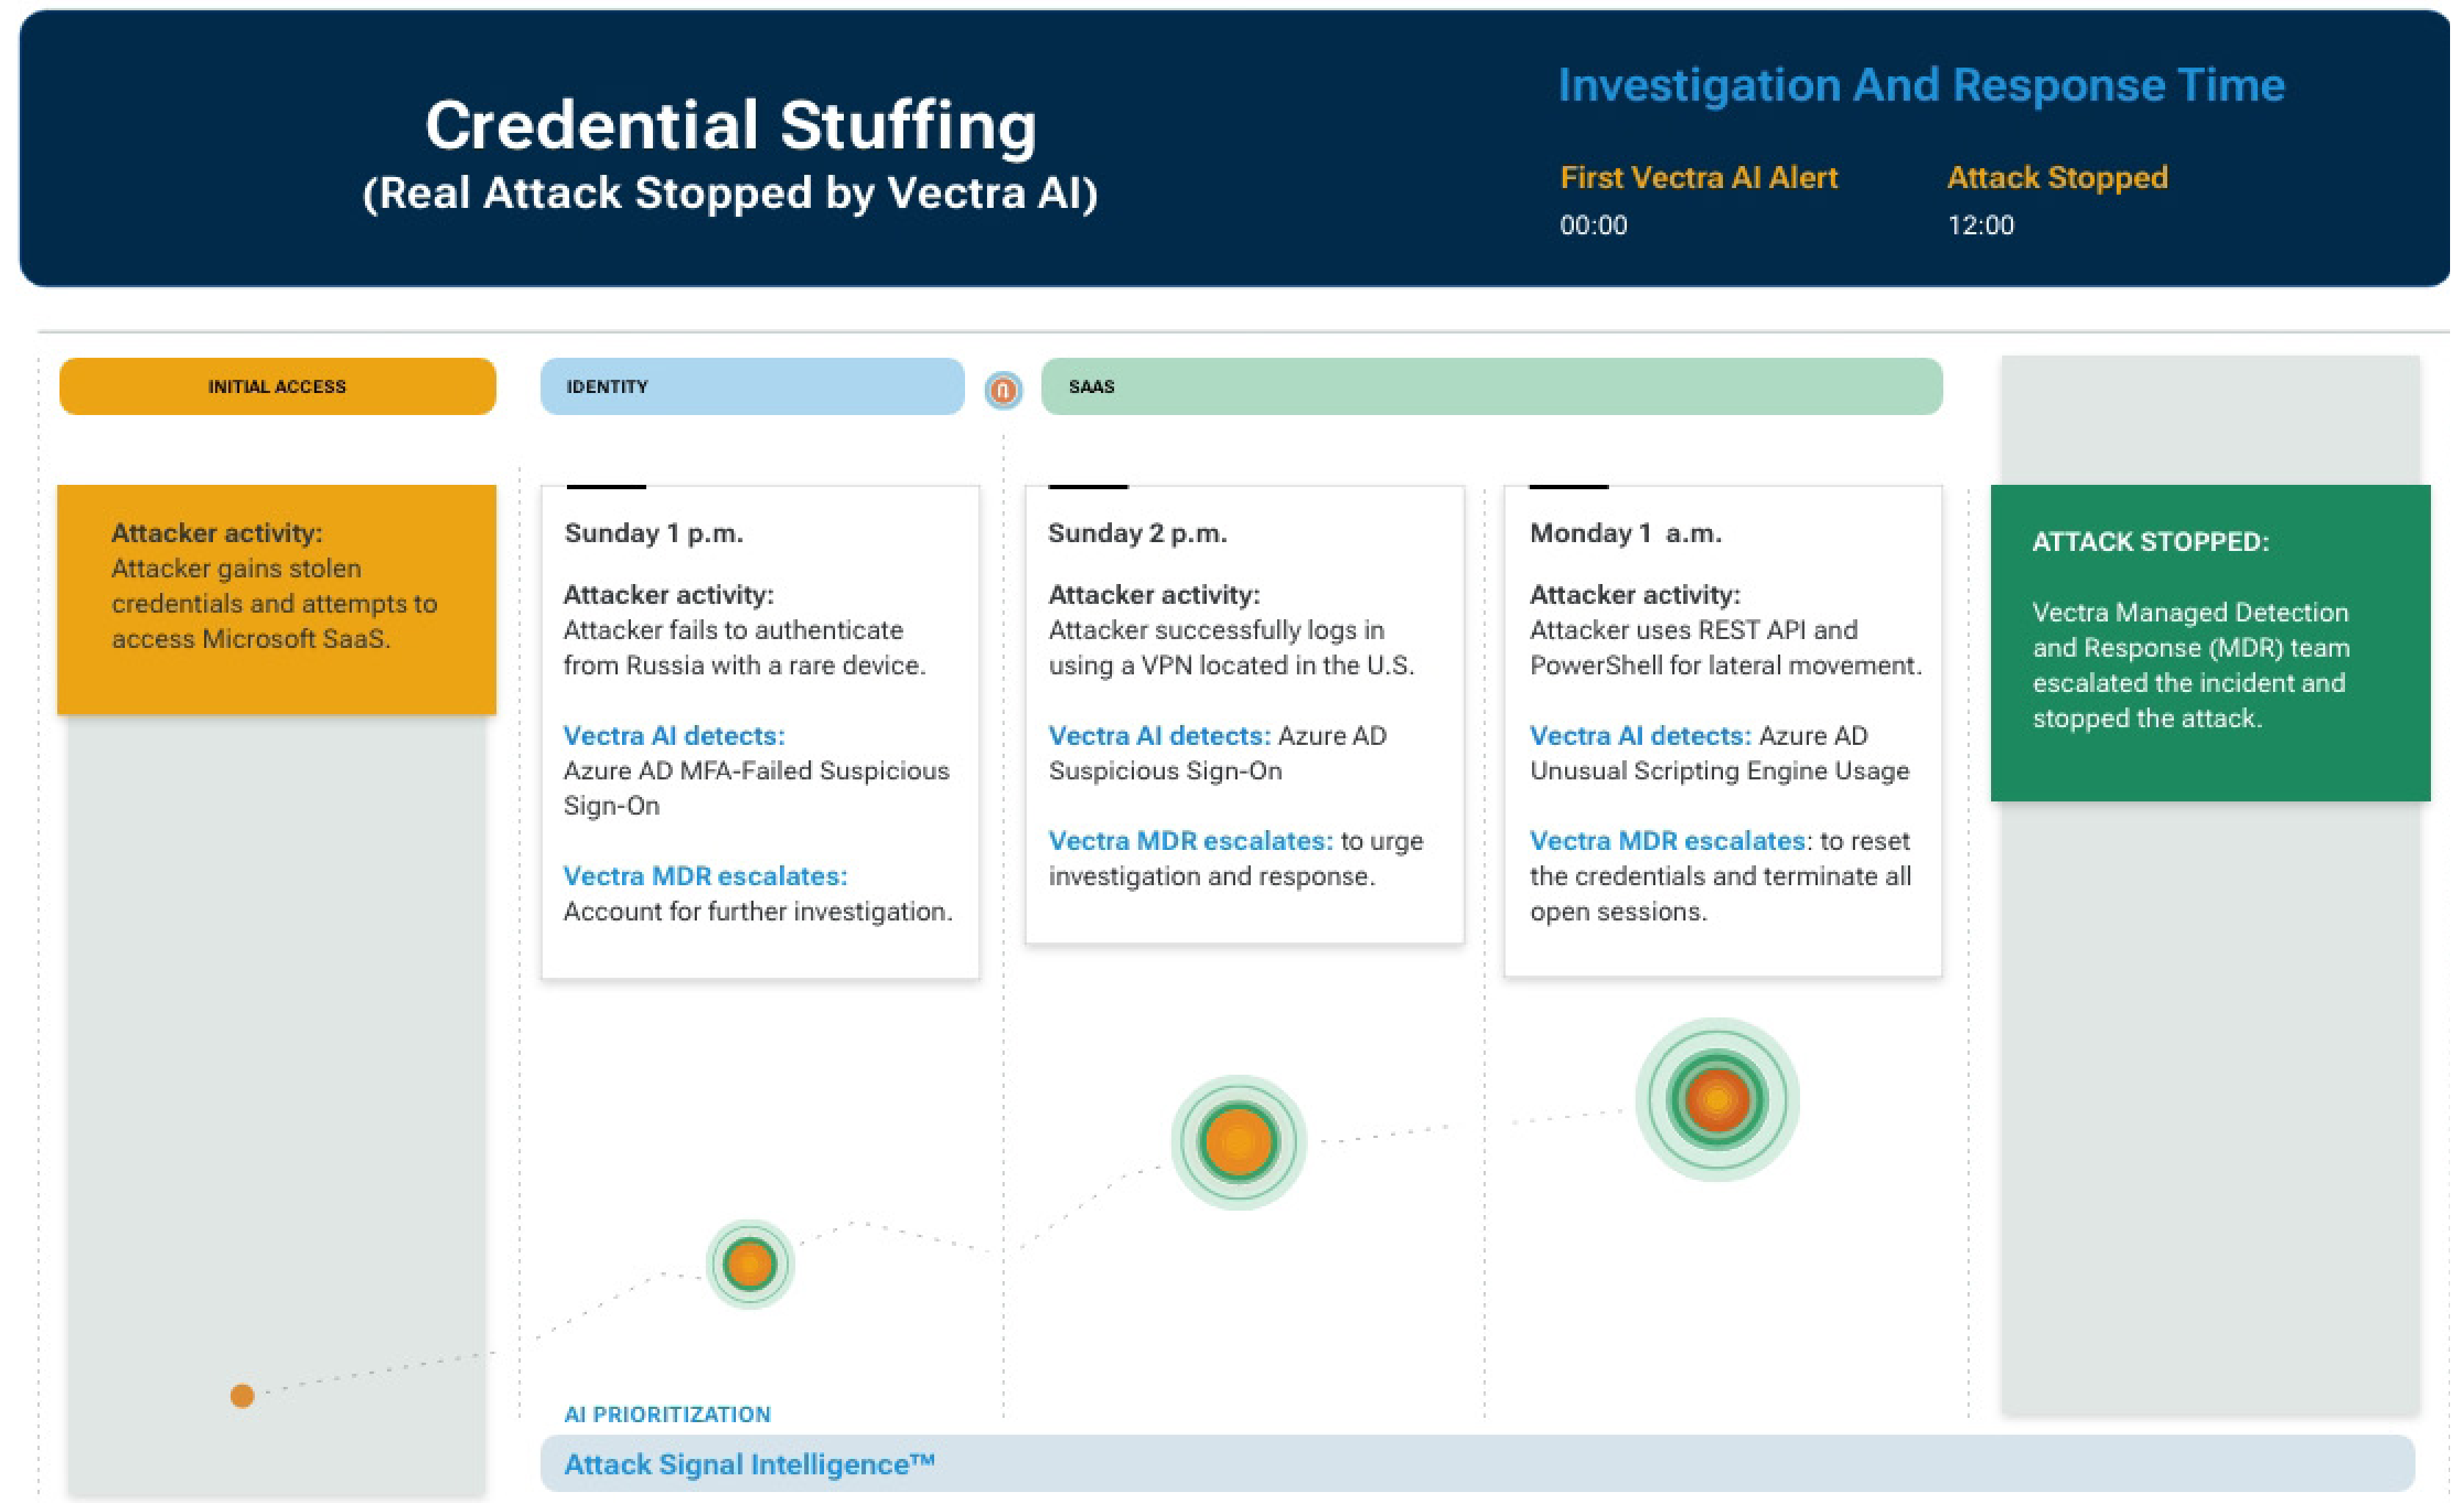 Credential Stuffing
(Real Attack Stopped by Vectra AI)
Investigation And Response Time
First Vectra AI Alert
00:00
Attack Stopped
12:00
INITIAL ACCESS
IDENTITY
SAAS
Attacker activity:
Attacker gains stolen
credentials and attempts to
access Microsoft SaaS.
Sunday 1 p.m.
Attacker activity:
Attacker fails to authenticate
from Russia with a rare device.
Vectra AI detects:
Azure AD MFA-Failed Suspicious
Sign-On
Vectra MDR escalates:
Account for further investigation.
Sunday 2 p.m.
Attacker activity:
Attacker successfully logs in
using a VPN located in the U.S.
Vectra AI detects: Azure AD
Suspicious Sign-On
Vectra MDR escalates: to urge
investigation and response.
Monday 1 a.m.
Attacker activity:
Attacker uses REST API and
PowerShell for lateral movement.
Vectra AI detects: Azure AD
Unusual Scripting Engine Usage
Vectra MDR escalates: to reset
the credentials and terminate all
open sessions.
ATTACK STOPPED:
Vectra Managed Detection
and Response (MDR) team
escalated the incident and
stopped the attack.
AI PRIORITIZATION
Attack Signal Intelligence™